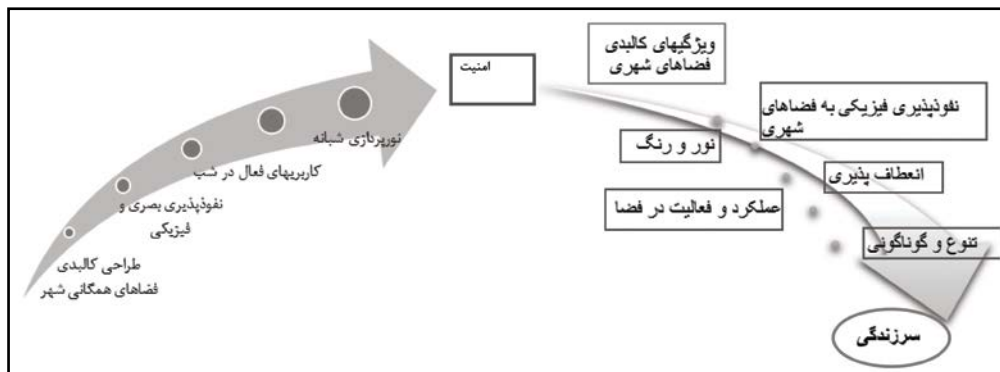 ویژگیهای کالبدی
فضاهای شهری
امنیت
نفوذپذیری فیزیکی به فضاهای
شهری
نورپردازی شبانه
نور و رنگ
کاربریهای فعال در شب
انعطاف پذیری
نفوذپذیری بصری و
فیزیکی
عملکرد و فعالیت در فضا
تنوع و گوناگونی
طراحی کالبدی
فضاهای همگانی شهر
سرزندگی